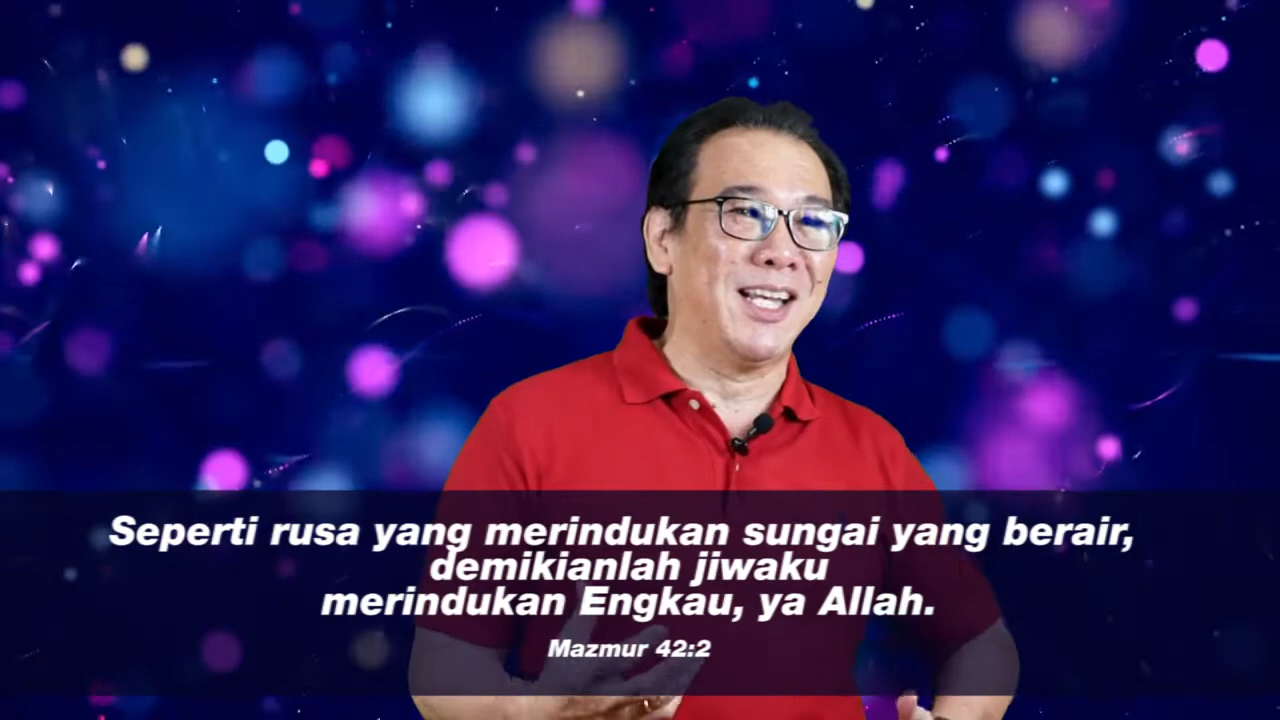 Seperti rusa yang merindukan sungai yang berair,
demikianlah jiwaku
merindukan Engkau, ya Allah.
Mazmur 42:2